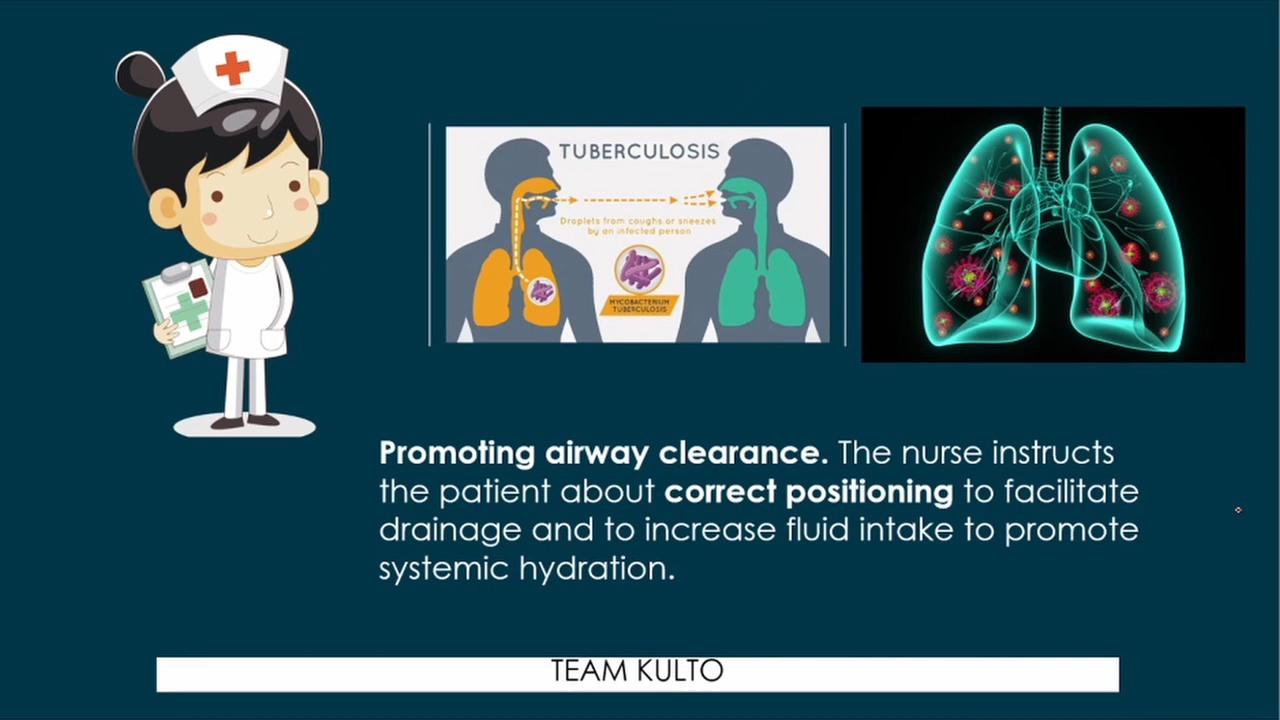 TUBERCULOSIS
Droplets from coughs or sneezes
by an infected person
MYCOBACTERIUM
TUBERCULOSIS
Promoting airway clearance. The nurse instructs
the patient about correct positioning to facilitate
drainage and to increase fluid intake to promote
systemic hydration.
TEAM KULTO